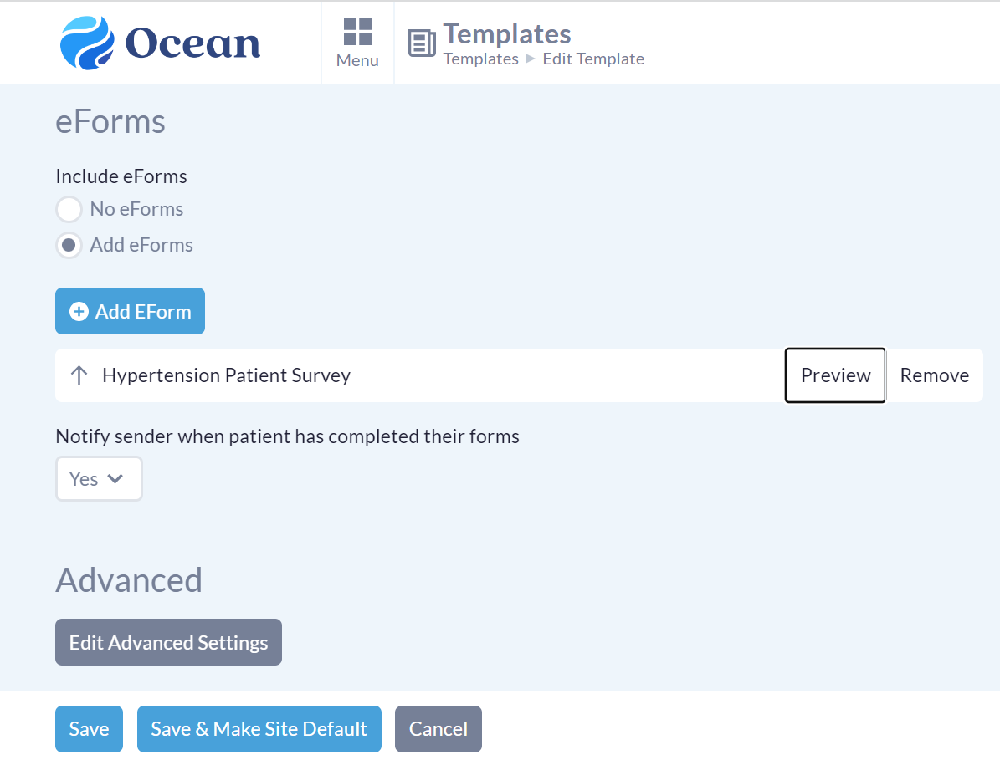 Ocean
Menu
Templates
Templates ▶ Edit Template
eForms
Include eForms
No eForms
Add eForms
Add EForm
Hypertension Patient Survey
Preview
Remove
Notify sender when patient has completed their forms
Yes
Advanced
Edit Advanced Settings
Save
Save & Make Site Default
Cancel